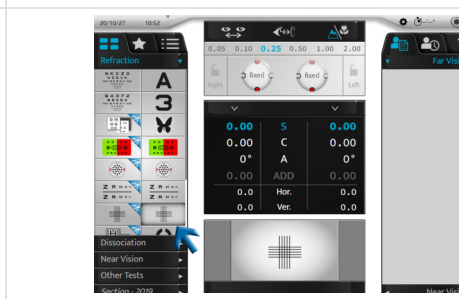 20/10/27 10:52
Refraction
A
3
0.05 0.10 0.25 0.50 1.00 2.00
Right fixed fixed Left
0.00 S 0.00
0.00 C 0.00
0° A 0°
0.00 ADD 0.00
0.0 Hor. 0.0
0.0 Ver. 0.0
Dissociation
Near Vision
Other Tests
Section - 2019
Far Visi
Near Vision